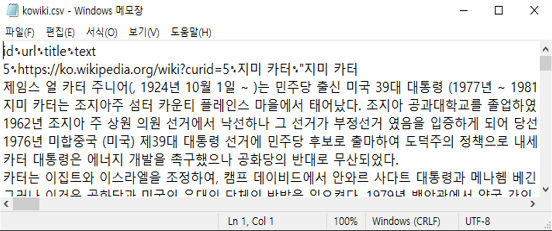 kowiki.csv - Windows 메모장
파일(F) 편집(E) 서식(O) 보기(V) 도움말(H)
id␝url␝title␝text
5␝https://ko.wikipedia.org/wiki?curid=5␝지미 카터␝"지미 카터
제임스 얼 카터 주니어(, 1924년 10월 1일 ~ )는 민주당 출신 미국 39대 대통령 (1977년 ~ 1981
지미 카터는 조지아주 섬터 카운티 플레인스 마을에서 태어났다. 조지아 공과대학교를 졸업하였
1962년 조지아 주 상원 의원 선거에서 낙선하나 그 선거가 부정선거 였음을 입증하게 되어 당선
1976년 미합중국 (미국) 제39대 대통령 선거에 민주당 후보로 출마하여 도덕주의 정책으로 내세
카터 대통령은 에너지 개발을 촉구했으나 공화당의 반대로 무산되었다.
카터는 이집트와 이스라엘을 조정하여, 캠프 데이비드에서 안와르 사다트 대통령과 메나헴 베긴
그러나 이것은 공화당과 미국의 유대인 단체의 반발을 일으켰다. 1979년 백악관에서 양국 간의
Ln 1, Col 1 100% Windows (CRLF) UTF-8